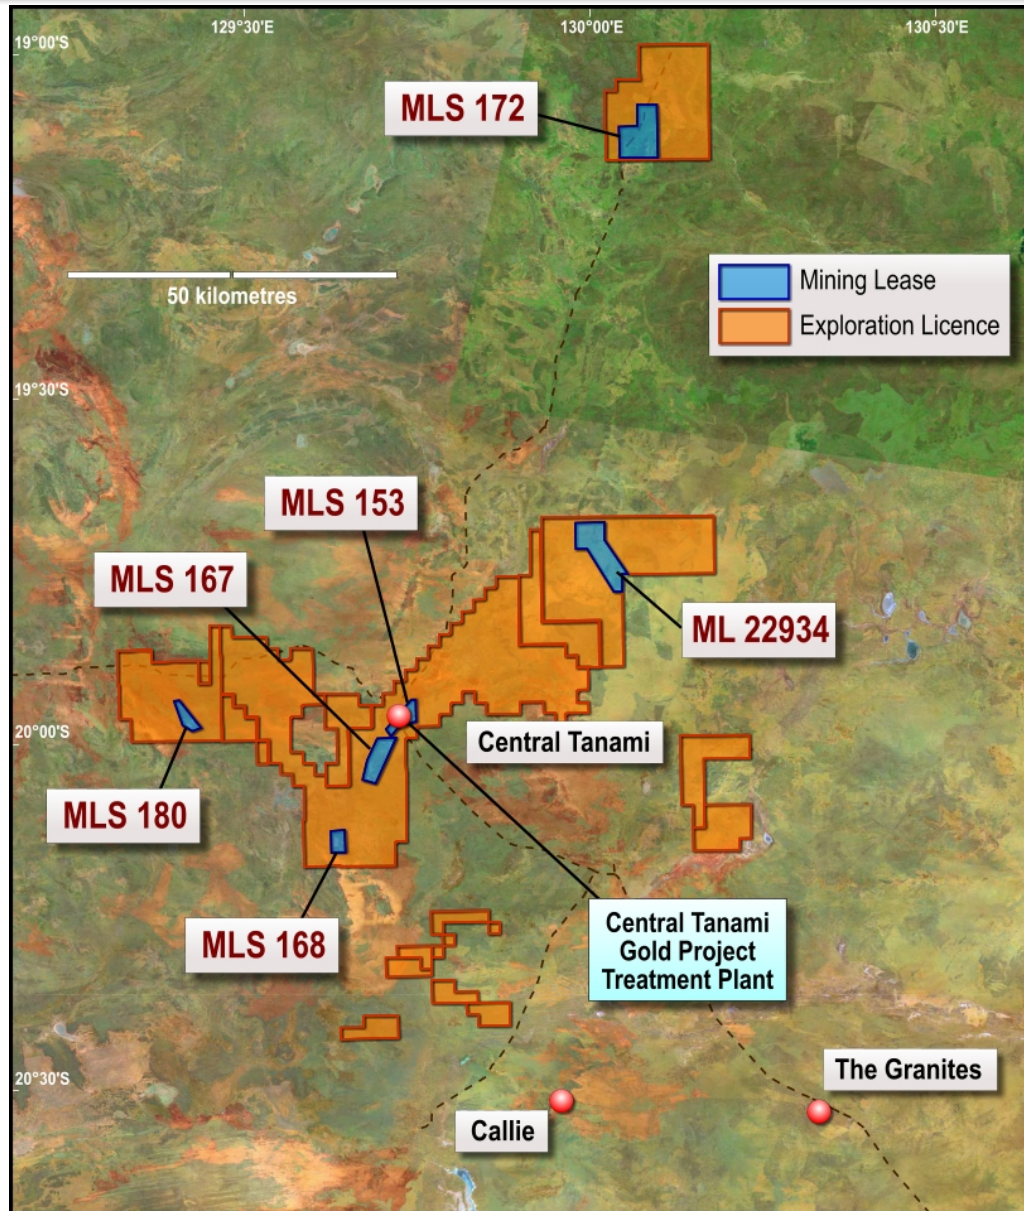 129°30'E
130°00'E
130°30'E
19°00'S
MLS 172
Mining Lease
Exploration Licence
50 kilometres
19°30'S
MLS 153
MLS 167
ML 22934
20°00'S
Central Tanami
MLS 180
MLS 168
Central Tanami
Gold Project
Treatment Plant
20°30'S
The Granites
Callie